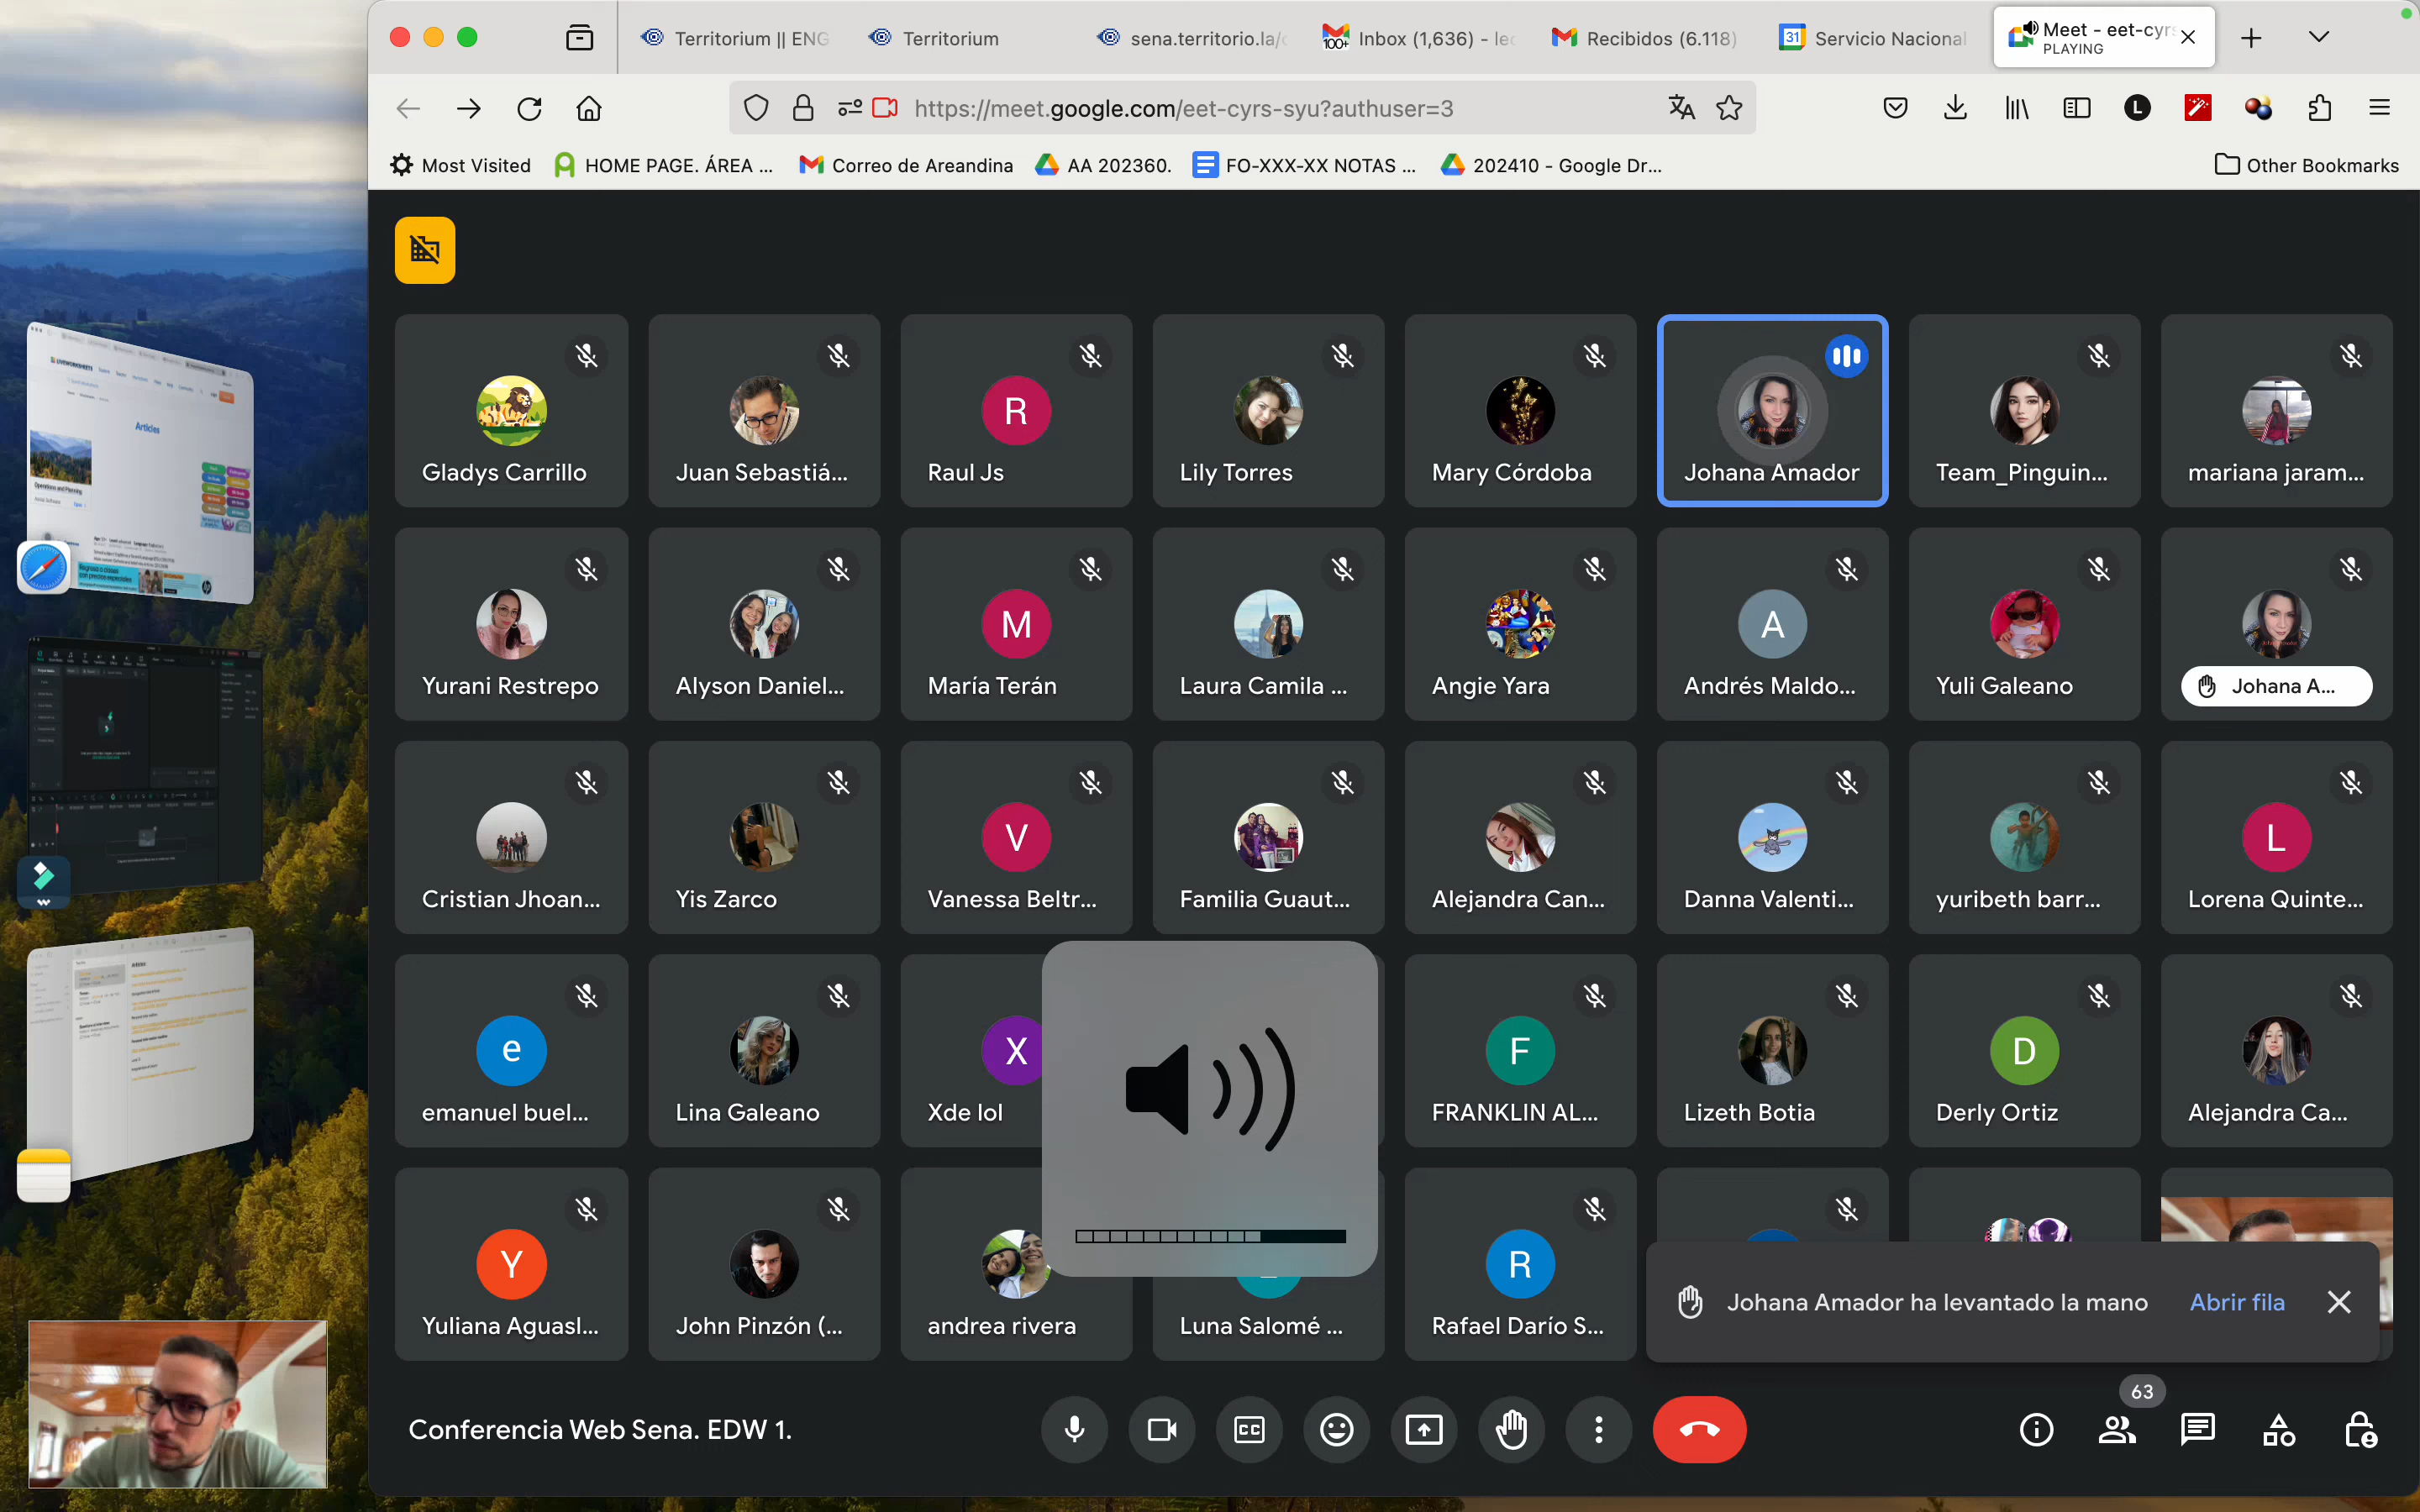 Territorium || ENG
Territorium
sena.territorio.la/
Inbox (1,636) - lec
Recibidos (6.118)
Servicio Nacional
Meet - eet-cyrs
PLAYING
https://meet.google.com/eet-cyrs-syu?authuser=3
Most Visited
HOME PAGE. ÁREA ...
Correo de Areandina
AA 202360.
FO-XXX-XX NOTAS ...
202410 - Google Dr...
Other Bookmarks
Gladys Carrillo
Juan Sebastiá...
R
Raul Js
Lily Torres
Mary Córdoba
Johana Amador
Team_Pinguin...
mariana jaram...
Yurani Restrepo
Alyson Daniel...
M
María Terán
Laura Camila ...
Angie Yara
A
Andrés Maldo...
Yuli Galeano
Johana A...
Cristian Jhoan...
Yis Zarco
V
Vanessa Beltr...
Familia Guaut...
Alejandra Can...
Danna Valenti...
yuribeth barr...
L
Lorena Quinte...
e
emanuel buel...
Lina Galeano
X
Xde lol
F
FRANKLIN AL...
Lizeth Botia
D
Derly Ortiz
Alejandra Ca...
Y
Yuliana Aguasl...
John Pinzón (...
andrea rivera
Luna Salomé ...
R
Rafael Darío S...
Johana Amador ha levantado la mano
Abrir fila
Conferencia Web Sena. EDW 1.
CC
63
100+
31
L
Articles